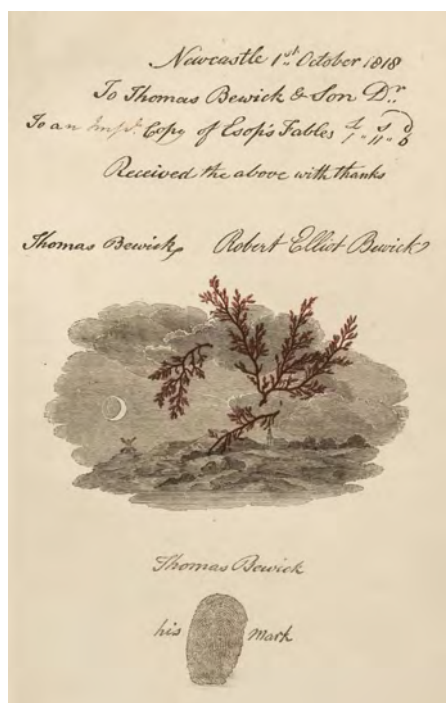 Newcastle 1st October 1818
To Thomas Bewick & Son Dr
To an Impl. Copy of Esop's Fables £ s d
1 " 11 " 6
Received the above with thanks
Thomas Bewick Robert Elliot Bewick
Thomas Bewick
his mark